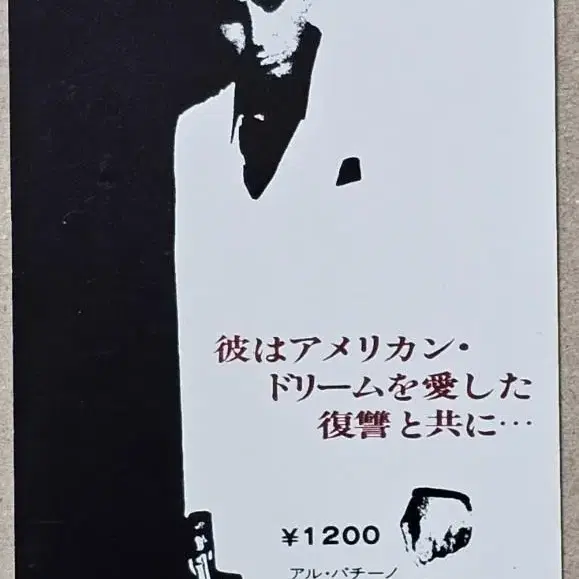 彼はアメリカン・
ドリームを愛した
復讐と共に…
¥1200
アル・パチーノ